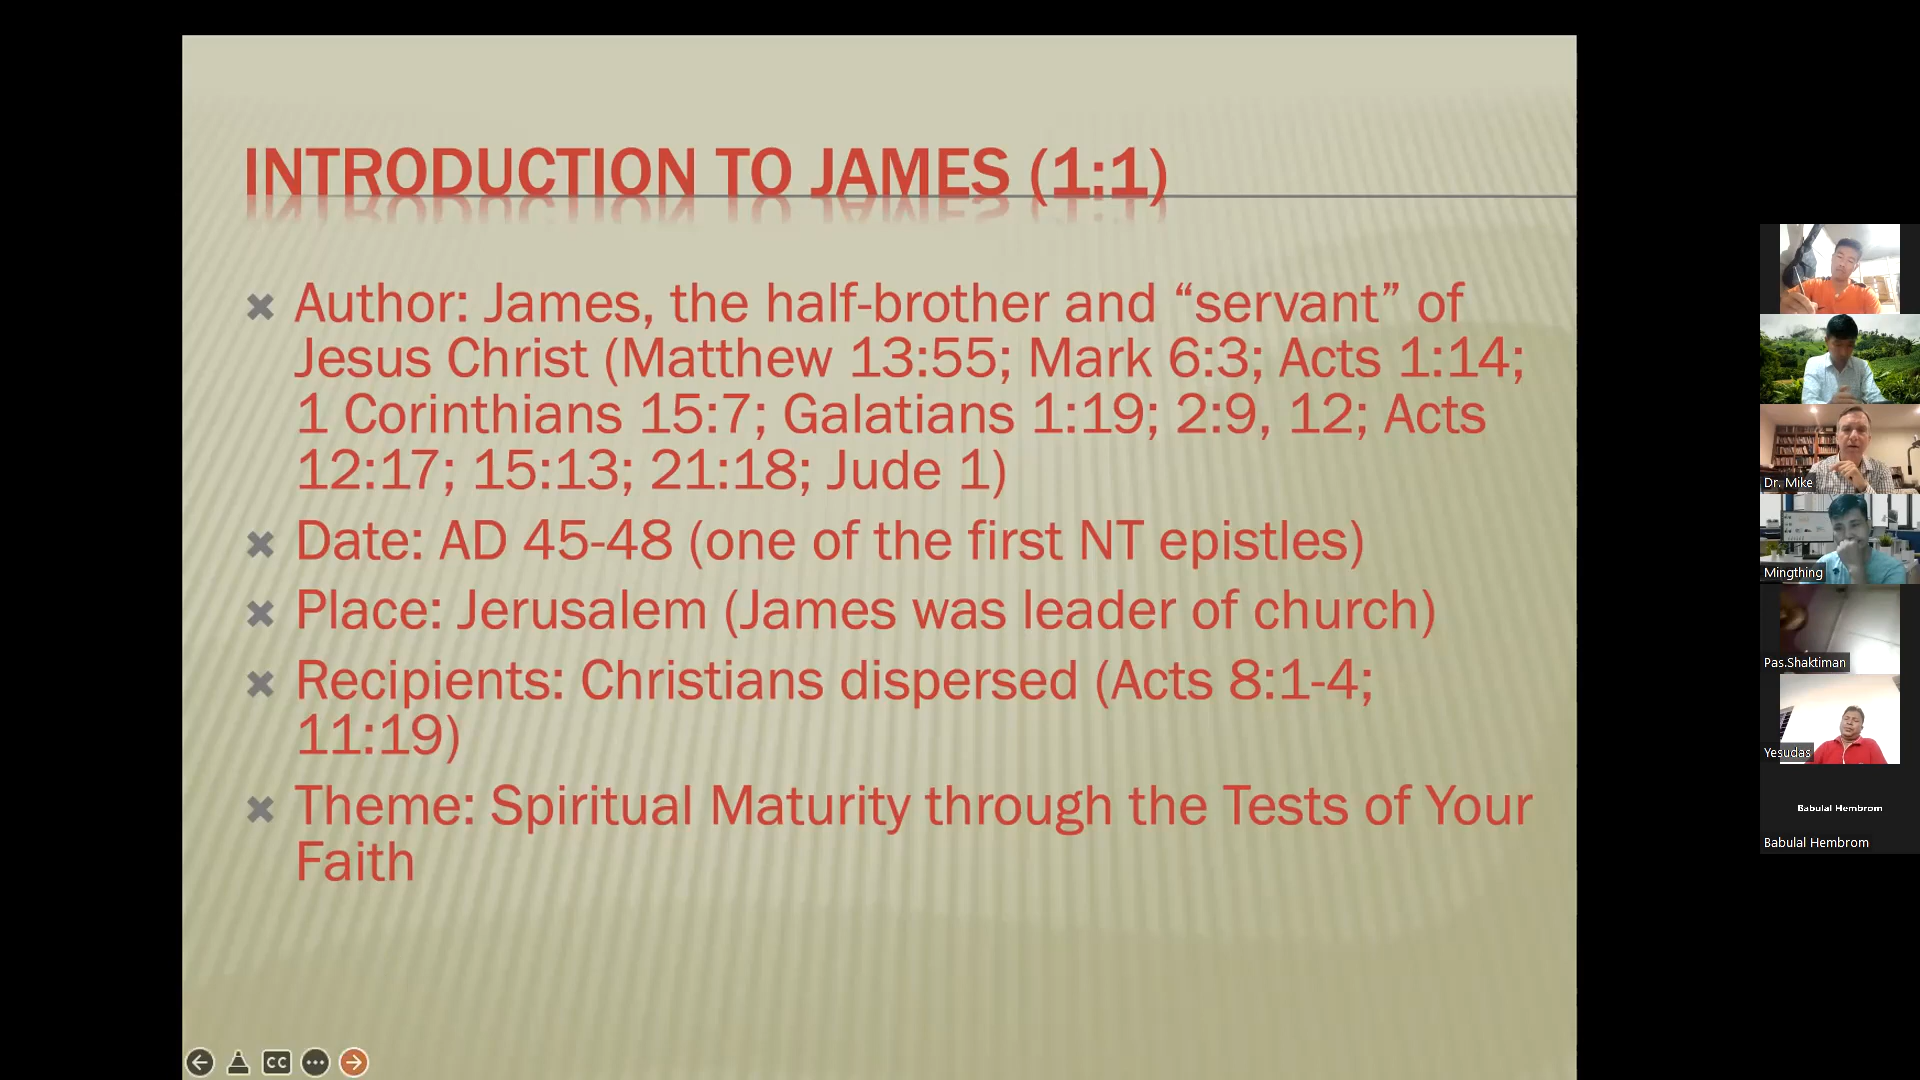 INTRODUCTION TO JAMES (1:1)
Author: James, the half-brother and “servant” of
Jesus Christ (Matthew 13:55; Mark 6:3; Acts 1:14;
1 Corinthians 15:7; Galatians 1:19; 2:9, 12; Acts
12:17; 15:13; 21:18; Jude 1)
Date: AD 45-48 (one of the first NT epistles)
Place: Jerusalem (James was leader of church)
Recipients: Christians dispersed (Acts 8:1-4;
11:19)
Theme: Spiritual Maturity through the Tests of Your
Faith
CC
Dr. Mike
Mingthing
Pas.Shaktiman
Yesudas
Babulal Hembrom
Babulal Hembrom